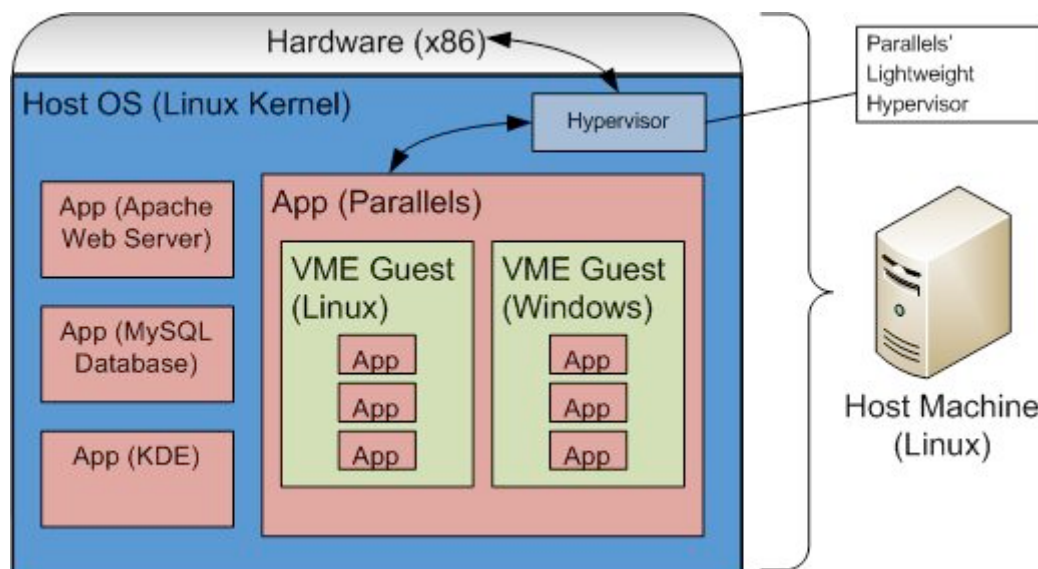 Hardware (x86)
Parallels'
Lightweight
Hypervisor
Host OS (Linux Kernel)
Hypervisor
App (Apache
Web Server)
App (MySQL
Database)
App (KDE)
App (Parallels)
VME Guest
(Linux)
App
App
App
VME Guest
(Windows)
App
App
App
Host Machine
(Linux)